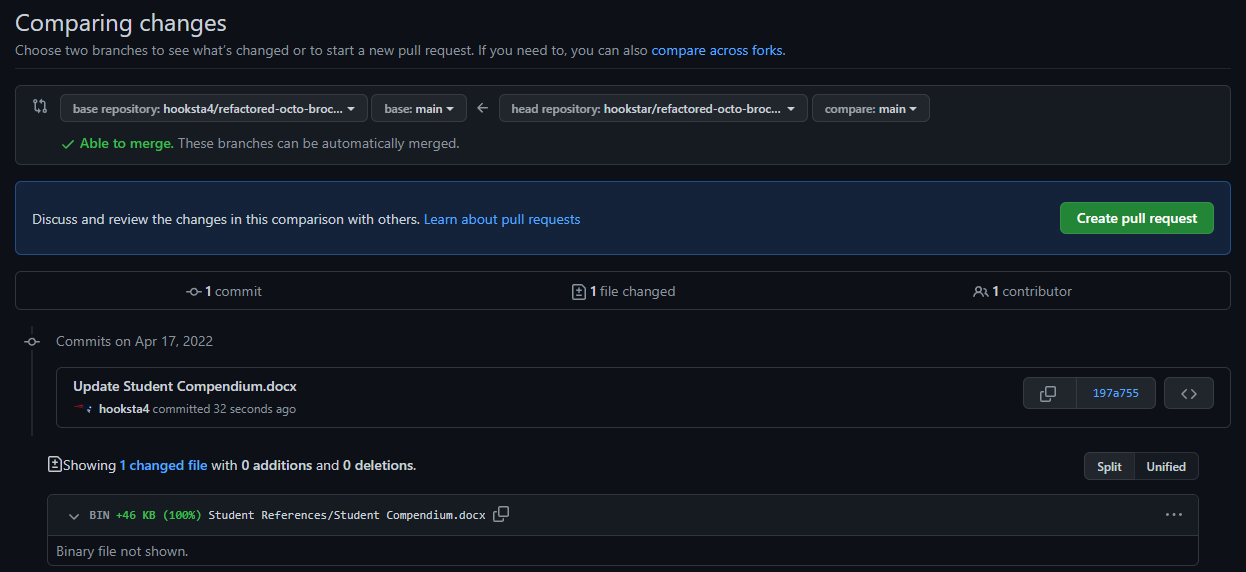 Comparing changes
Choose two branches to see what's changed or to start a new pull request. If you need to, you can also compare across forks.
base repository: hooksta4/refactored-octo-broc... base: main head repository: hookstar/refactored-octo-broc... compare: main
Able to merge. These branches can be automatically merged.
Discuss and review the changes in this comparison with others. Learn about pull requests Create pull request
1 commit 1 file changed 1 contributor
Commits on Apr 17, 2022
Update Student Compendium.docx
hooksta4 committed 32 seconds ago 197a755
Showing 1 changed file with 0 additions and 0 deletions. Split Unified
BIN +46 KB (100%) Student References/Student Compendium.docx
Binary file not shown.